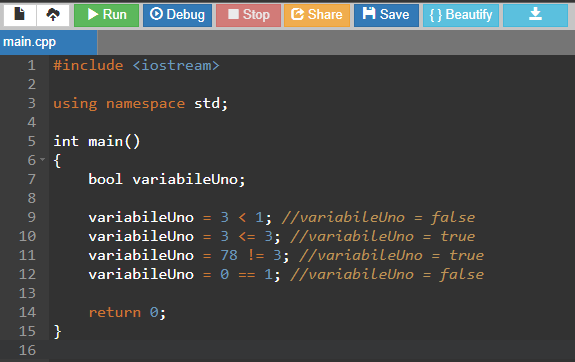 Run Debug Stop Share Save { } Beautify
main.cpp
1 #include <iostream>
2
3 using namespace std;
4
5 int main()
6 {
7     bool variabileUno;
8
9     variabileUno = 3 < 1; //variabileUno = false
10     variabileUno = 3 <= 3; //variabileUno = true
11     variabileUno = 78 != 3; //variabileUno = true
12     variabileUno = 0 == 1; //variabileUno = false
13
14     return 0;
15 }
16